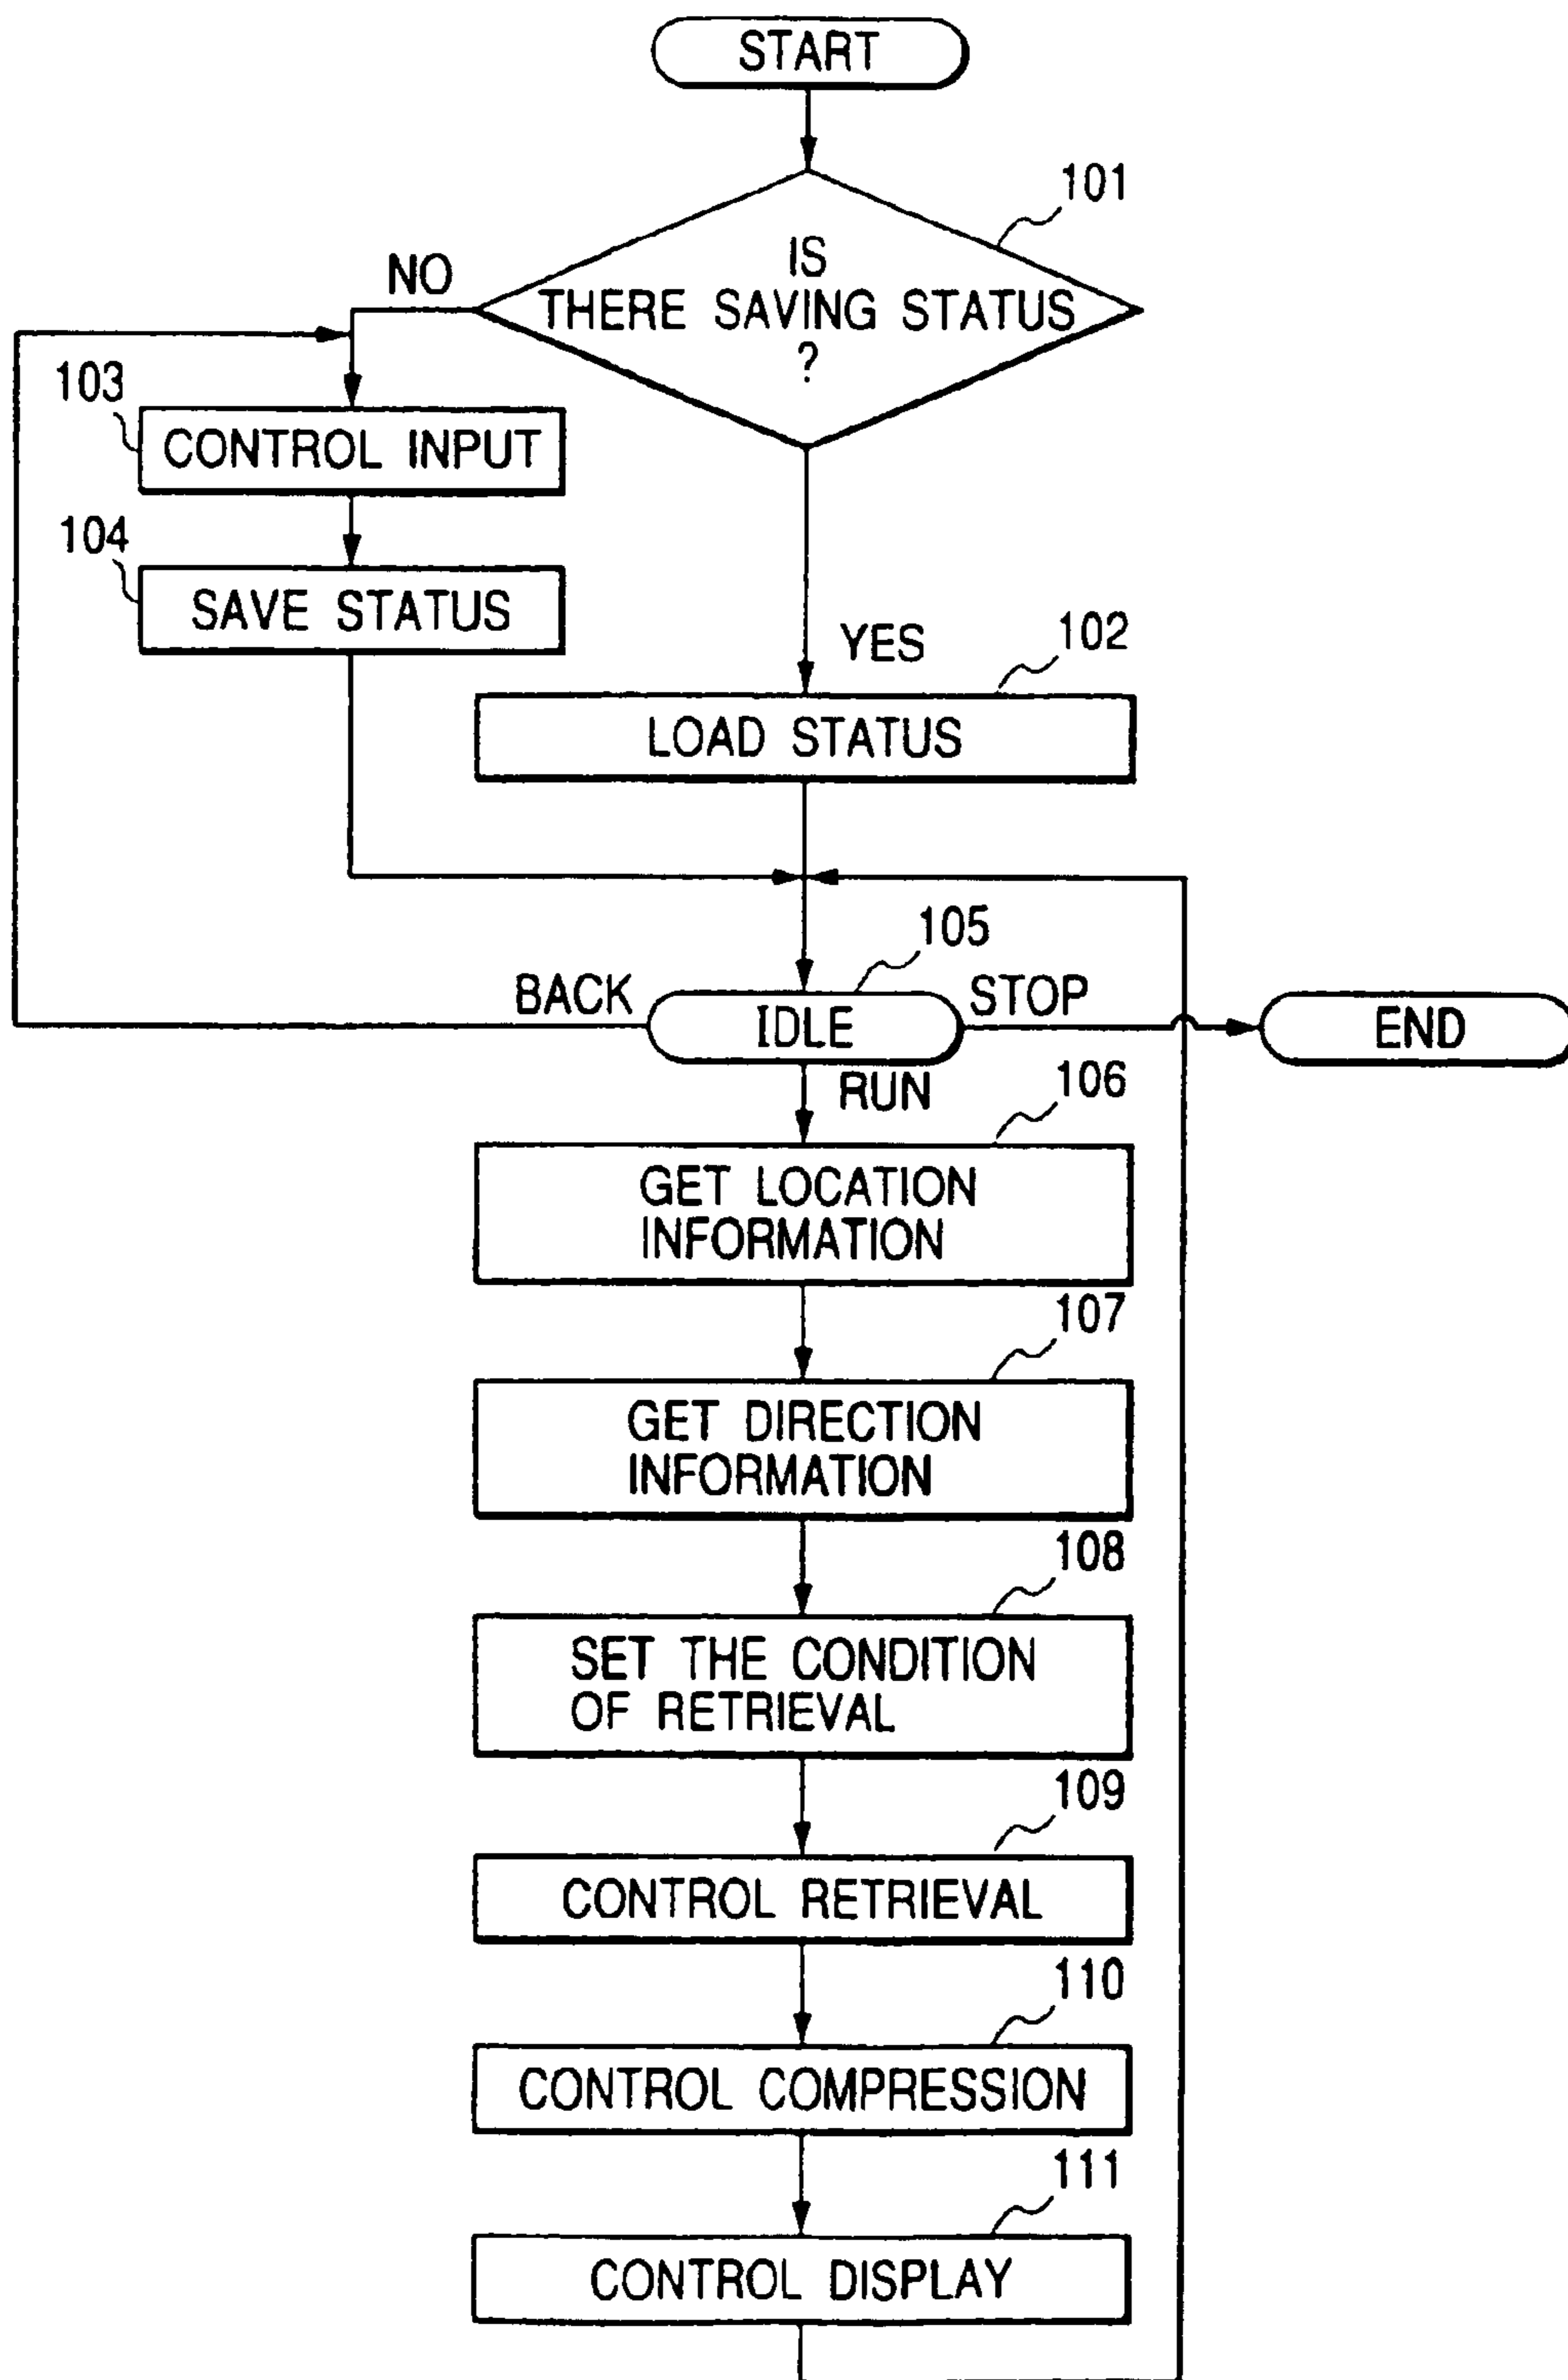 START
101
IS
THERE SAVING STATUS
?
NO
103
CONTROL INPUT
104
SAVE STATUS
YES
102
LOAD STATUS
105
BACK
IDLE
STOP
END
RUN
106
GET LOCATION
INFORMATION
107
GET DIRECTION
INFORMATION
108
SET THE CONDITION
OF RETRIEVAL
109
CONTROL RETRIEVAL
110
CONTROL COMPRESSION
111
CONTROL DISPLAY